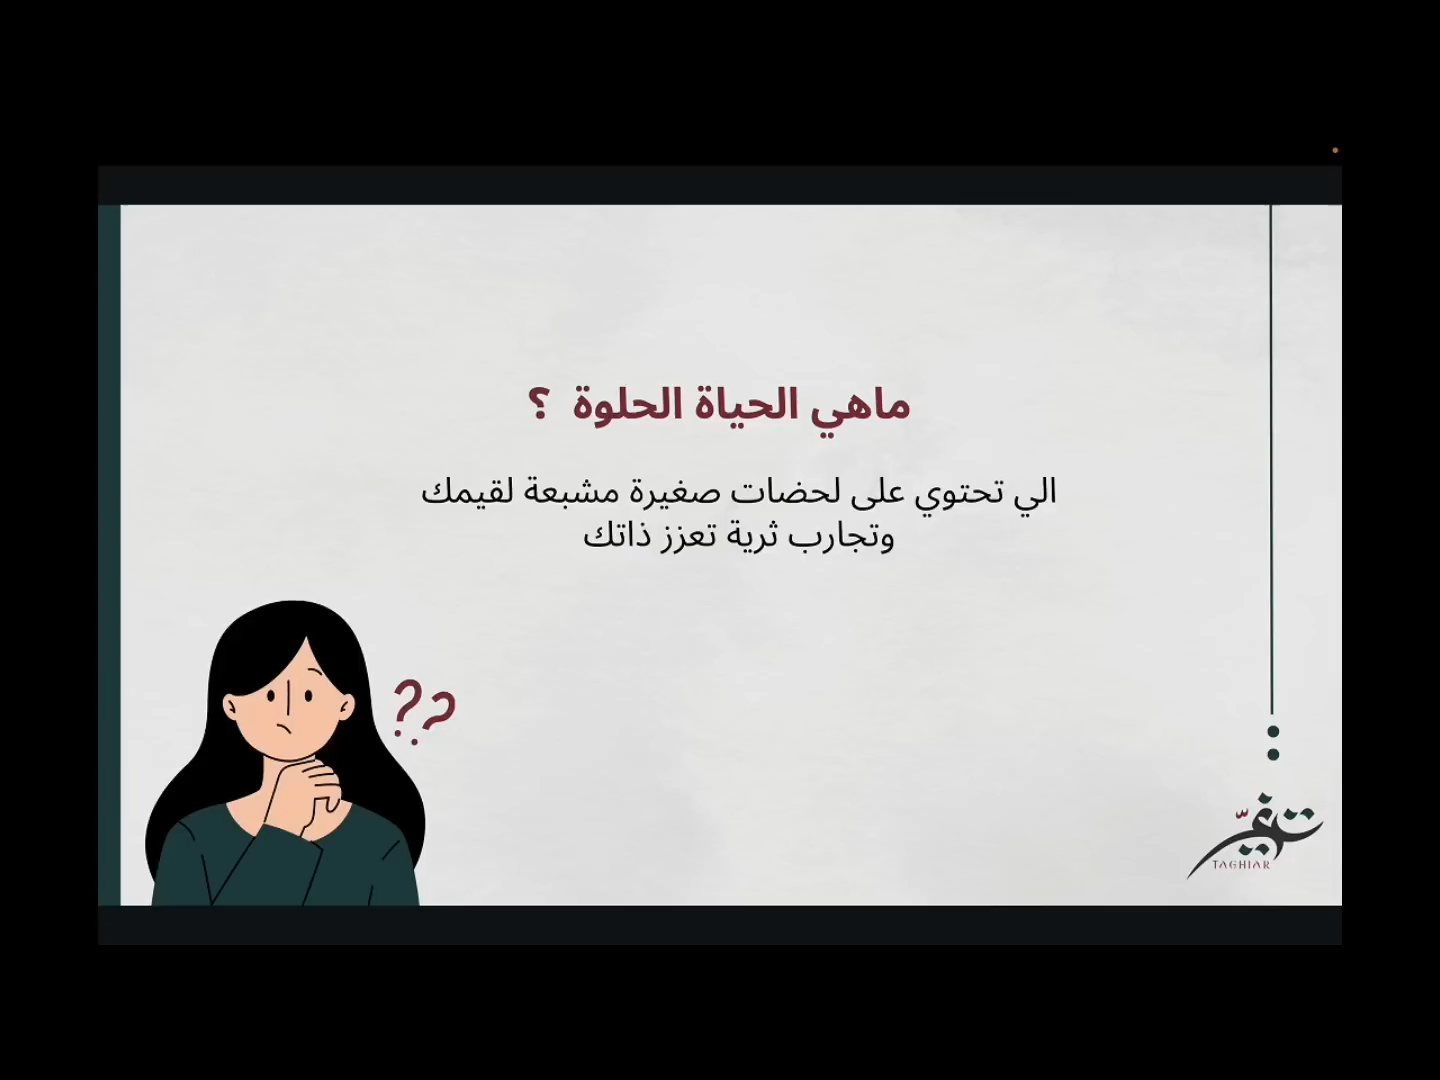 ماهي الحياة الحلوة ؟
الي تحتوي على لحضات صغيرة مشبعة لقيمك
وتجارب ثرية تعزز ذاتك
??
تغيّر
TAGHIAR